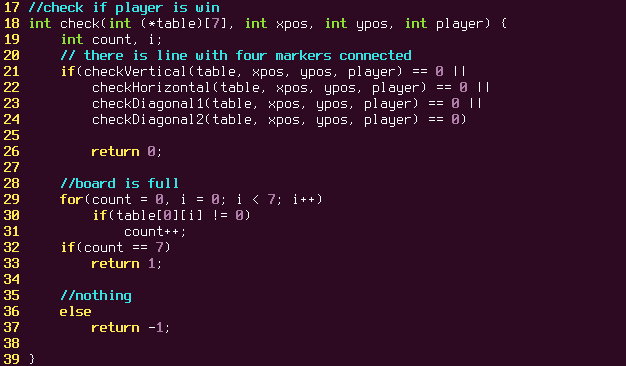 17 //check if player is win
18 int check(int (*table)[7], int xpos, int ypos, int player) {
19     int count, i;
20     // there is line with four markers connected
21     if(checkVertical(table, xpos, ypos, player) == 0 ||
22         checkHorizontal(table, xpos, ypos, player) == 0 ||
23         checkDiagonal1(table, xpos, ypos, player) == 0 ||
24         checkDiagonal2(table, xpos, ypos, player) == 0)
25
26         return 0;
27
28     //board is full
29     for(count = 0, i = 0; i < 7; i++)
30         if(table[0][i] != 0)
31             count++;
32     if(count == 7)
33         return 1;
34
35     //nothing
36     else
37         return -1;
38
39 }